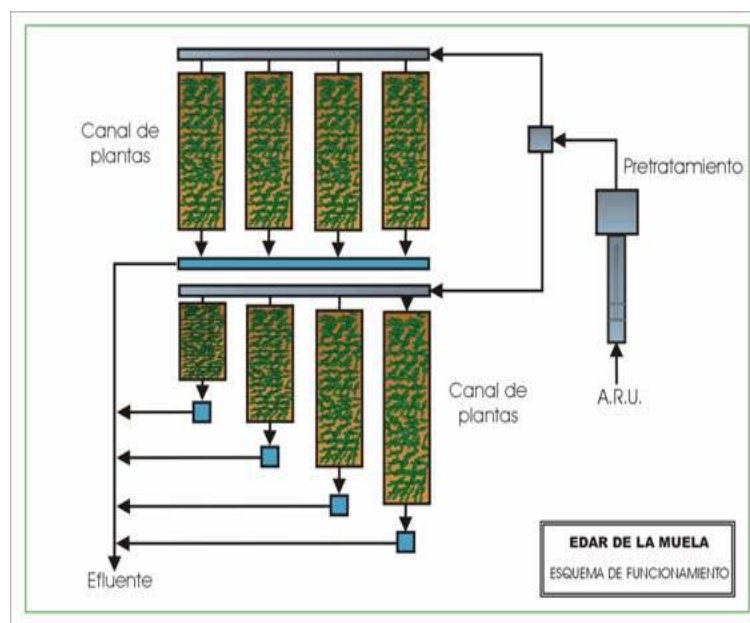 Canal de
plantas
Pretratamiento
Canal de
plantas
A.R.U.
Efluente
EDAR DE LA MUELA
ESQUEMA DE FUNCIONAMIENTO